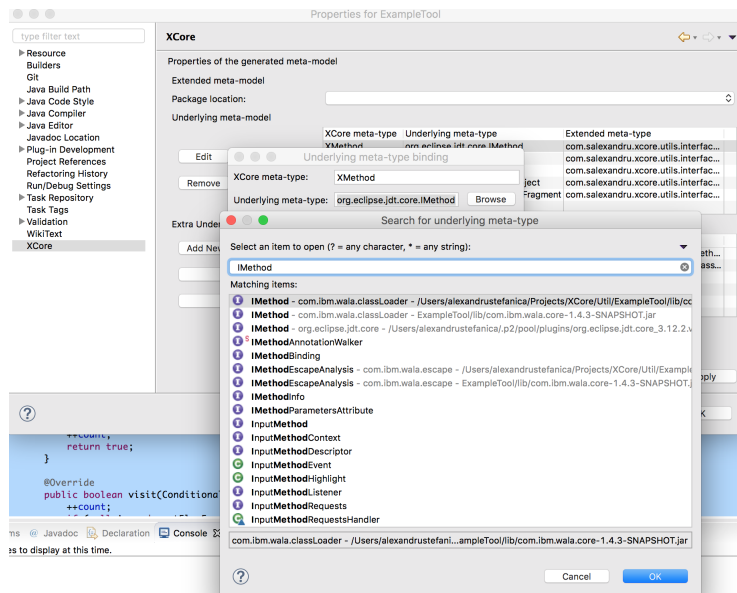 Properties for ExampleTool
type filter text
Resource
Builders
Git
Java Build Path
Java Code Style
Java Compiler
Java Editor
Javadoc Location
Plug-in Development
Project References
Refactoring History
Run/Debug Settings
Task Repository
Task Tags
Validation
WikiText
XCore
XCore
Properties of the generated meta-model
Extended meta-model
Package location:
Underlying meta-model
XCore meta-type Underlying meta-type Extended meta-type
XMethod org.eclipse.jdt.core.IMethod com.salexandru.xcore.utils.interfac...
com.salexandru.xcore.utils.interfac...
com.salexandru.xcore.utils.interfac...
ject com.salexandru.xcore.utils.interfac...
Fragment com.salexandru.xcore.utils.interfac...
Edit
Remove
Extra Under
Add New
eth...
ass...
pply
K
Underlying meta-type binding
XCore meta-type: XMethod
Underlying meta-type: org.eclipse.jdt.core.IMethod Browse
Search for underlying meta-type
Select an item to open (? = any character, * = any string):
IMethod
Matching items:
IMethod - com.ibm.wala.classLoader - /Users/alexandrustefanica/Projects/XCore/Util/ExampleTool/lib/co
IMethod - com.ibm.wala.classLoader - ExampleTool/lib/com.ibm.wala.core-1.4.3-SNAPSHOT.jar
IMethod - org.eclipse.jdt.core - /Users/alexandrustefanica/.p2/pool/plugins/org.eclipse.jdt.core_3.12.2.v
S IMethodAnnotationWalker
IMethodBinding
IMethodEscapeAnalysis - com.ibm.wala.escape - /Users/alexandrustefanica/Projects/XCore/Util/Example
IMethodEscapeAnalysis - com.ibm.wala.escape - ExampleTool/lib/com.ibm.wala.core-1.4.3-SNAPSHOT.j
IMethodInfo
IMethodParametersAttribute
InputMethod
InputMethodContext
InputMethodDescriptor
InputMethodEvent
InputMethodHighlight
InputMethodListener
InputMethodRequests
InputMethodRequestsHandler
com.ibm.wala.classLoader - /Users/alexandrustefani...ampleTool/lib/com.ibm.wala.core-1.4.3-SNAPSHOT.jar
Cancel OK
++count;
return true;
}
@Override
public boolean visit(Conditiona
++count;
ms @ Javadoc Declaration Console
es to display at this time.